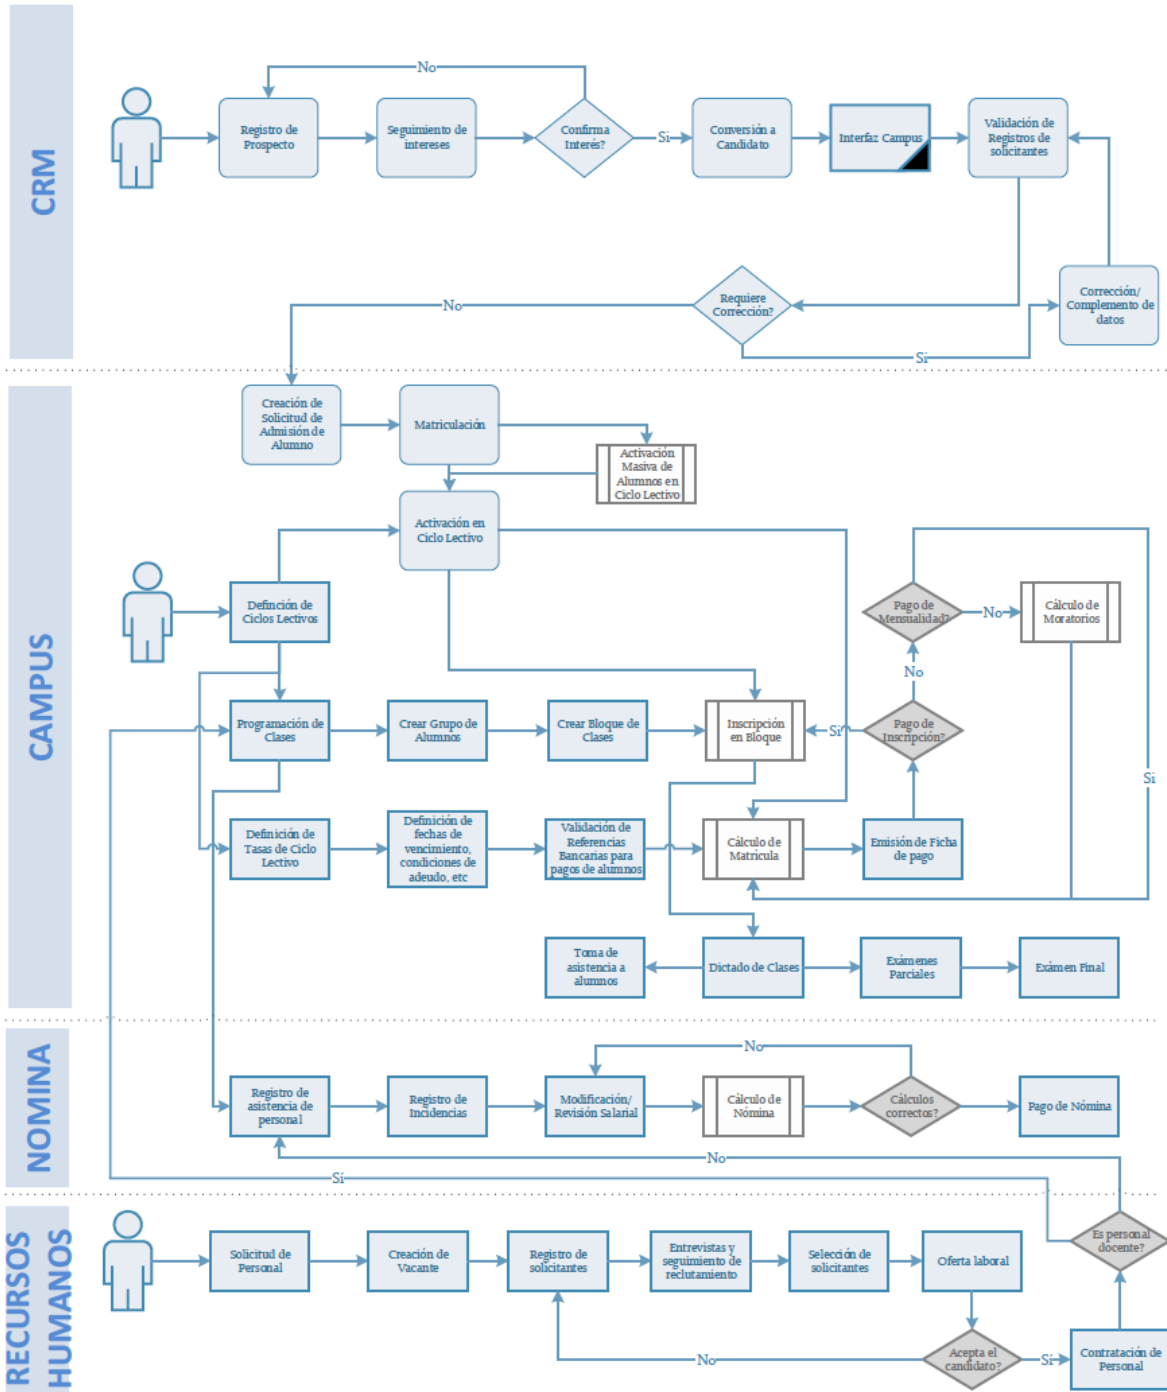 CRM
No
Registro de
Prospecto
Seguimiento de
intereses
Confirma
Interés?
Si
Conversión a
Candidato
Interfaz Campus
Validación de
Registros de
solicitantes
No
Requiere
Corrección?
Corrección/
Complemento de
datos
Si
CAMPUS
Creación de
Solicitud de
Admisión de
Alumno
Matriculación
Activación
Masiva de
Alumnos en
Ciclo Lectivo
Activación en
Ciclo Lectivo
Definción de
Ciclos Lectivos
Pago de
Mensualidad?
No
Cálculo de
Moratorios
No
Programación de
Clases
Crear Grupo de
Alumnos
Crear Bloque de
Clases
Inscripción
en Bloque
Si
Pago de
Inscripción?
Si
Definición de
Tasas de Ciclo
Lectivo
Definición de
fechas de
vencimiento,
condiciones de
adeudo, etc
Validación de
Referencias
Bancarias para
pagos de alumnos
Cálculo de
Matrícula
Emisión de Ficha
de pago
Toma de
asistencia a
alumnos
Dictado de Clases
Exámenes
Parciales
Exámen Final
NOMINA
No
Registro de
asistencia de
personal
Registro de
Incidencias
Modificación/
Revisión Salarial
Cálculo de
Nómina
Cálculos
correctos?
Pago de Nómina
No
Sí
RECURSOS
HUMANOS
Solicitud de
Personal
Creación de
Vacante
Registro de
solicitantes
Entrevistas y
seguimiento de
reclutamiento
Selección de
solicitantes
Oferta laboral
Es personal
docente?
No
Acepta el
candidato?
Sí
Contratación de
Personal